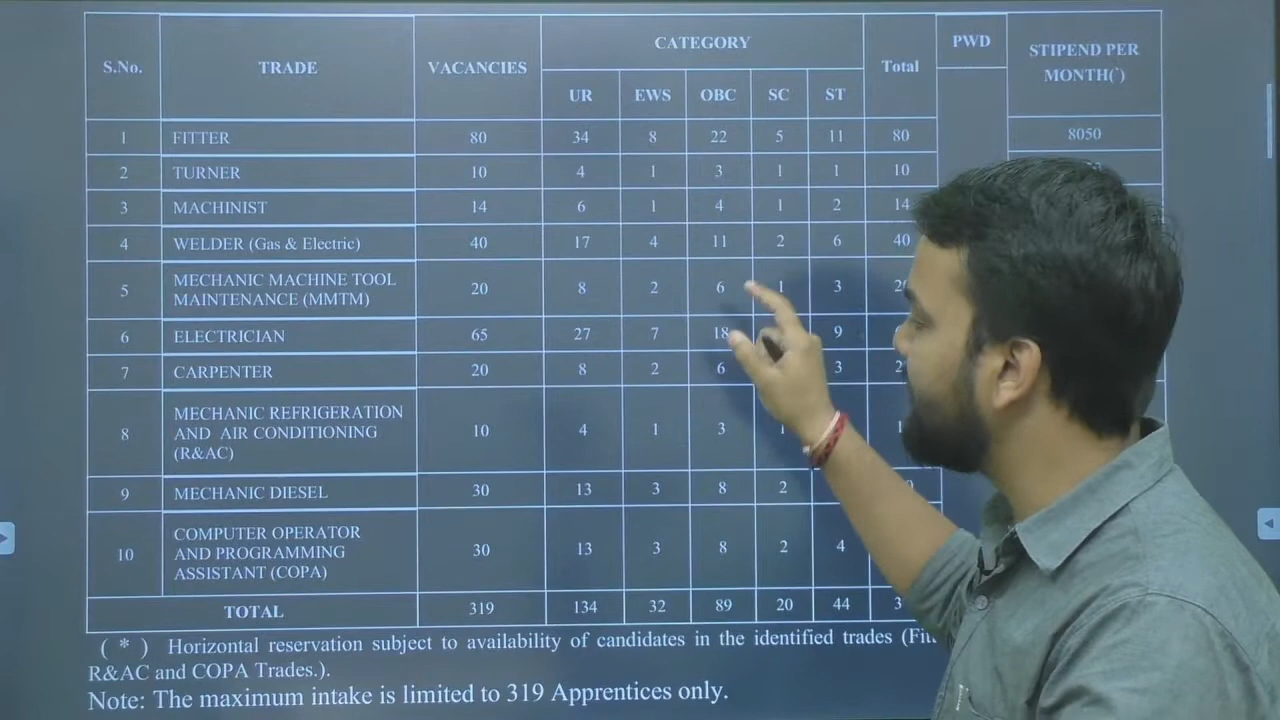 S.No. TRADE VACANCIES CATEGORY Total PWD STIPEND PER
MONTH(`)
UR EWS OBC SC ST
1 FITTER 80 34 8 22 5 11 80 8050
2 TURNER 10 4 1 3 1 1 10
3 MACHINIST 14 6 1 4 1 2 14
4 WELDER (Gas & Electric) 40 17 4 11 2 6 40
5 MECHANIC MACHINE TOOL
MAINTENANCE (MMTM) 20 8 2 6 1 3
6 ELECTRICIAN 65 27 7 18 9
7 CARPENTER 20 8 2 6 3
8 MECHANIC REFRIGERATION
AND AIR CONDITIONING
(R&AC) 10 4 1 3
9 MECHANIC DIESEL 30 13 3 8 2
10 COMPUTER OPERATOR
AND PROGRAMMING
ASSISTANT (COPA) 30 13 3 8 2 4
TOTAL 319 134 32 89 20 44
( * ) Horizontal reservation subject to availability of candidates in the identified trades
R&AC and COPA Trades.).
Note: The maximum intake is limited to 319 Apprentices only.